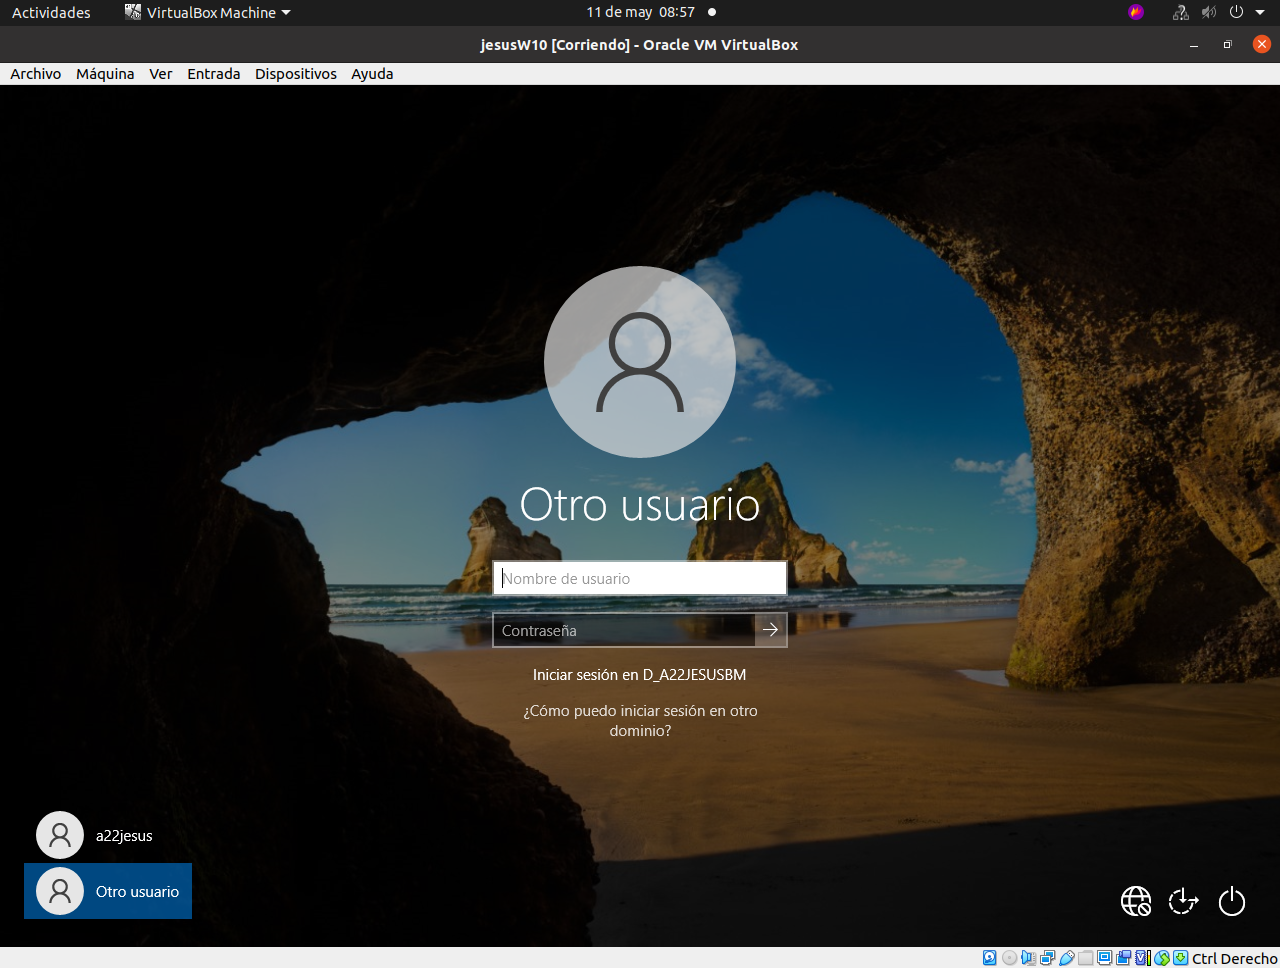 Actividades
VirtualBox Machine
11 de may 08:57
jesusW10 [Corriendo] - Oracle VM VirtualBox
Archivo Máquina Ver Entrada Dispositivos Ayuda
Otro usuario
Nombre de usuario
Contraseña
Iniciar sesión en D_A22JESUSBM
¿Cómo puedo iniciar sesión en otro
dominio?
a22jesus
Otro usuario
Ctrl Derecho